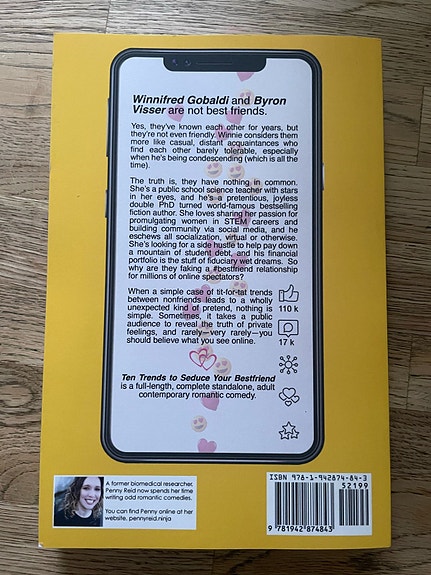 Winnifred Gobaldi and Byron
Visser are not best friends.
Yes, they've known each other for years, but
they're not even friendly. Winnie considers them
more like casual, distant acquaintances who
find each other barely tolerable, especially
when he's being condescending (which is all the
time).
The truth is, they have nothing in common.
She's a public school science teacher with stars
in her eyes, and he's a pretentious, joyless
double PhD turned world-famous bestselling
fiction author. She loves sharing her passion for
promulgating women in STEM careers and
building community via social media, and he
eschews all socialization, virtual or otherwise.
She's looking for a side hustle to help pay down
a mountain of student debt, and his financial
portfolio is the stuff of fiduciary wet dreams. So
why are they faking a #bestfriend relationship
for millions of online spectators?
When a simple case of tit-for-tat trends
between nonfriends leads to a wholly
unexpected kind of pretend, nothing is
simple. Sometimes, it takes a public
audience to reveal the truth of private
feelings, and rarely—very rarely—you
should believe what you see online.
110 k
17 k
Ten Trends to Seduce Your Bestfriend
is a full-length, complete standalone, adult
contemporary romantic comedy.
A former biomedical researcher,
Penny Reid now spends her time
writing odd romantic comedies.
You can find Penny online at her
website, pennyreid.ninja
ISBN 978-1-942874-84-3
52199
9 781942 874843